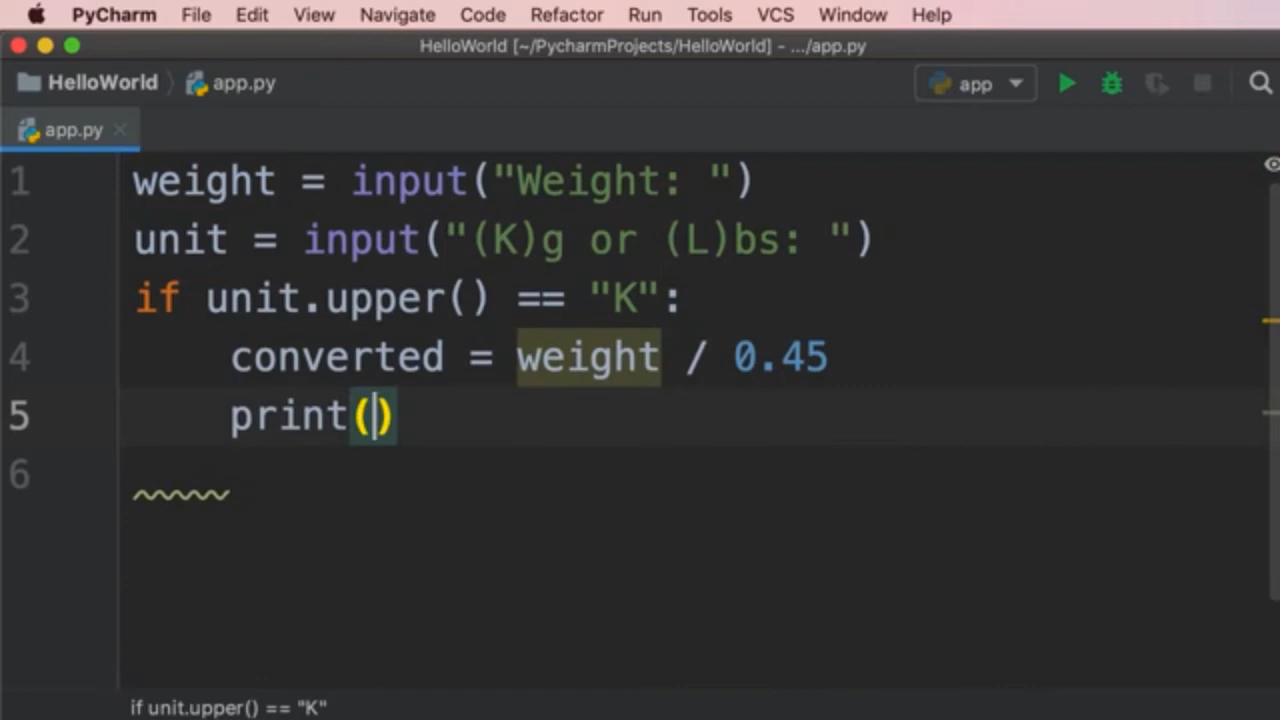 PyCharm File Edit View Navigate Code Refactor Run Tools VCS Window Help
HelloWorld [~/PycharmProjects/HelloWorld] - .../app.py
HelloWorld app.py app
app.py
1 weight = input("Weight: ")
2 unit = input("(K)g or (L)bs: ")
3 if unit.upper() == "K":
4     converted = weight / 0.45
5     print()
6
if unit.upper() == "K"